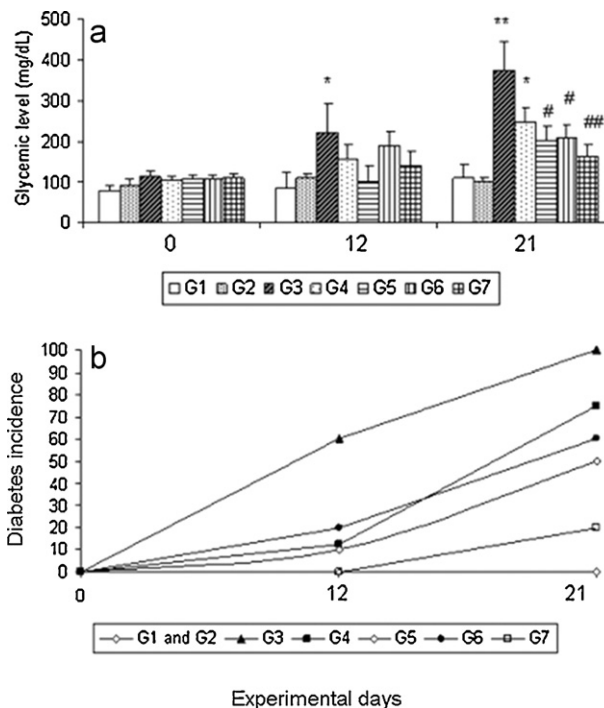 a
Glycemic level (mg/dL)
500
400
300
200
100
0
*
**
*
#
#
##
0 12 21
G1 G2 G3 G4 G5 G6 G7
b
Diabetes incidence
100
90
80
70
60
50
40
30
20
10
0
0 12 21
G1 and G2 G3 G4 G5 G6 G7
Experimental days